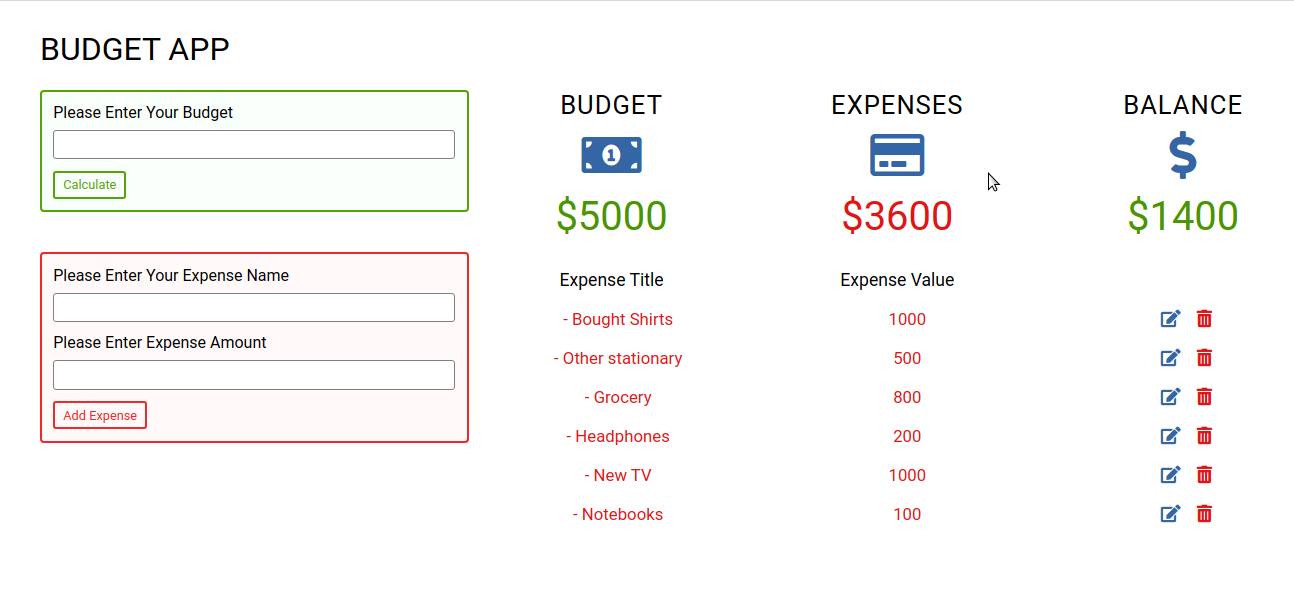 BUDGET APP
Please Enter Your Budget
Calculate
Please Enter Your Expense Name
Please Enter Expense Amount
Add Expense
BUDGET EXPENSES BALANCE
1
$5000 $3600 $1400
Expense Title Expense Value
- Bought Shirts 1000
- Other stationary 500
- Grocery 800
- Headphones 200
- New TV 1000
- Notebooks 100